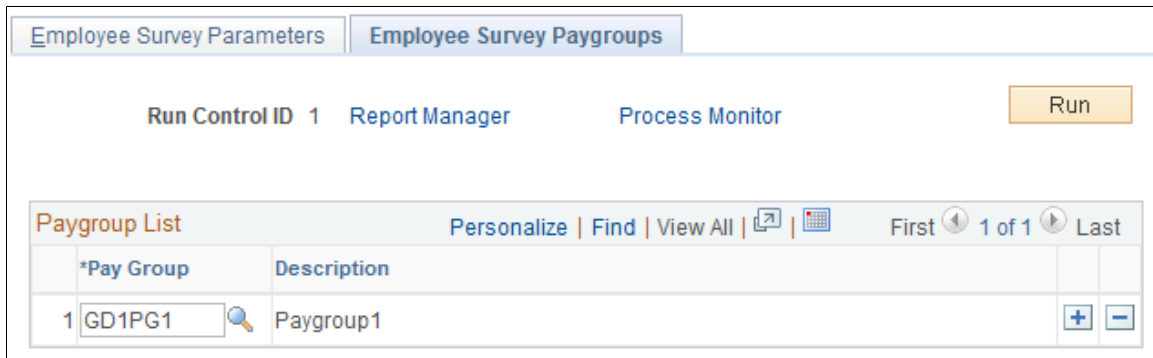 Employee Survey Parameters Employee Survey Paygroups
Run Control ID 1 Report Manager Process Monitor Run
Paygroup List Personalize | Find | View All | | First 1 of 1 Last
*Pay Group Description
1 GD1PG1 Paygroup1